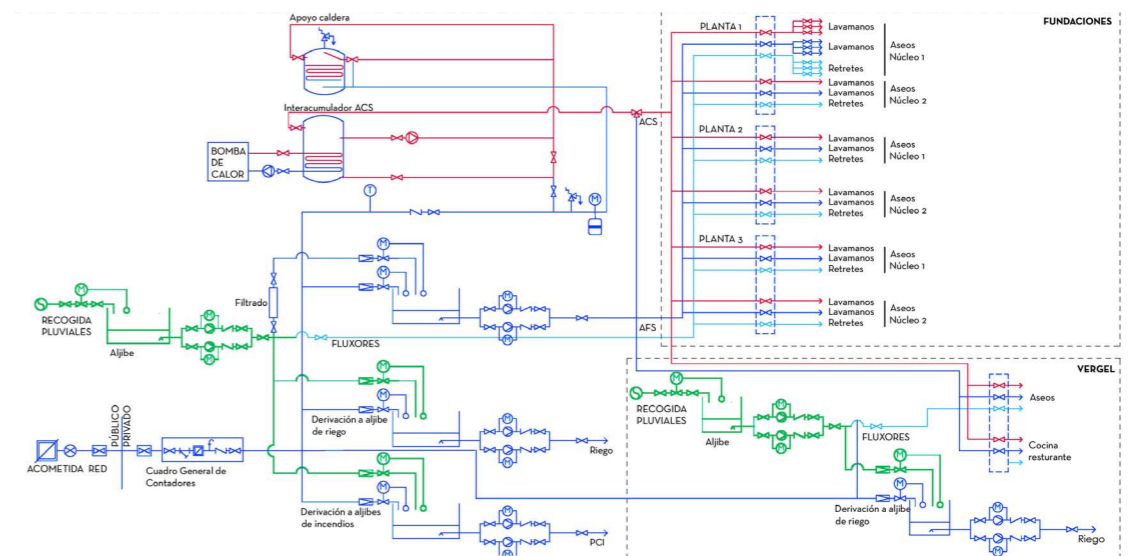 Apoyo caldera
Interacumulador ACS
BOMBA
DE
CALOR
T
M
ACS
FUNDACIONES
PLANTA 1
Lavamanos
Lavamanos
Retretes
Aseos
Núcleo 1
Lavamanos
Lavamanos
Retretes
Aseos
Núcleo 2
PLANTA 2
Lavamanos
Lavamanos
Retretes
Aseos
Núcleo 1
Lavamanos
Lavamanos
Retretes
Aseos
Núcleo 2
PLANTA 3
Lavamanos
Lavamanos
Retretes
Aseos
Núcleo 1
Lavamanos
Lavamanos
Retretes
Aseos
Núcleo 2
M
M
M
M
AFS
M
S
RECOGIDA
PLUVIALES
Aljibe
M
M
Filtrado
FLUXORES
M
M
Derivación a aljibe
de riego
M
M
Riego
ACOMETIDA RED
PÚBLICO
PRIVADO
Cuadro General de
Contadores
M
M
Derivación a aljibes
de incendios
M
M
PCI
VERGEL
M
S
RECOGIDA
PLUVIALES
Aljibe
M
M
FLUXORES
Aseos
Cocina
resturante
M
M
Derivación a aljibe
de riego
M
M
Riego